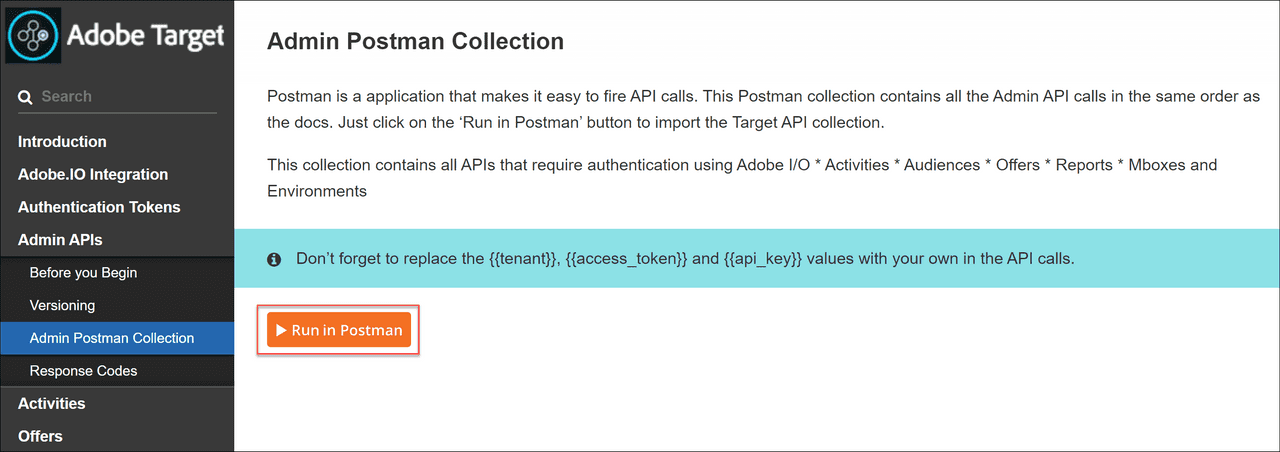 Adobe Target
Search
Introduction
Adobe.IO Integration
Authentication Tokens
Admin APIs
Before you Begin
Versioning
Admin Postman Collection
Response Codes
Activities
Offers
Admin Postman Collection
Postman is a application that makes it easy to fire API calls. This Postman collection contains all the Admin API calls in the same order as
the docs. Just click on the ‘Run in Postman’ button to import the Target API collection.
This collection contains all APIs that require authentication using Adobe I/O * Activities * Audiences * Offers * Reports * Mboxes and
Environments
Don’t forget to replace the {{tenant}}, {{access_token}} and {{api_key}} values with your own in the API calls.
Run in Postman